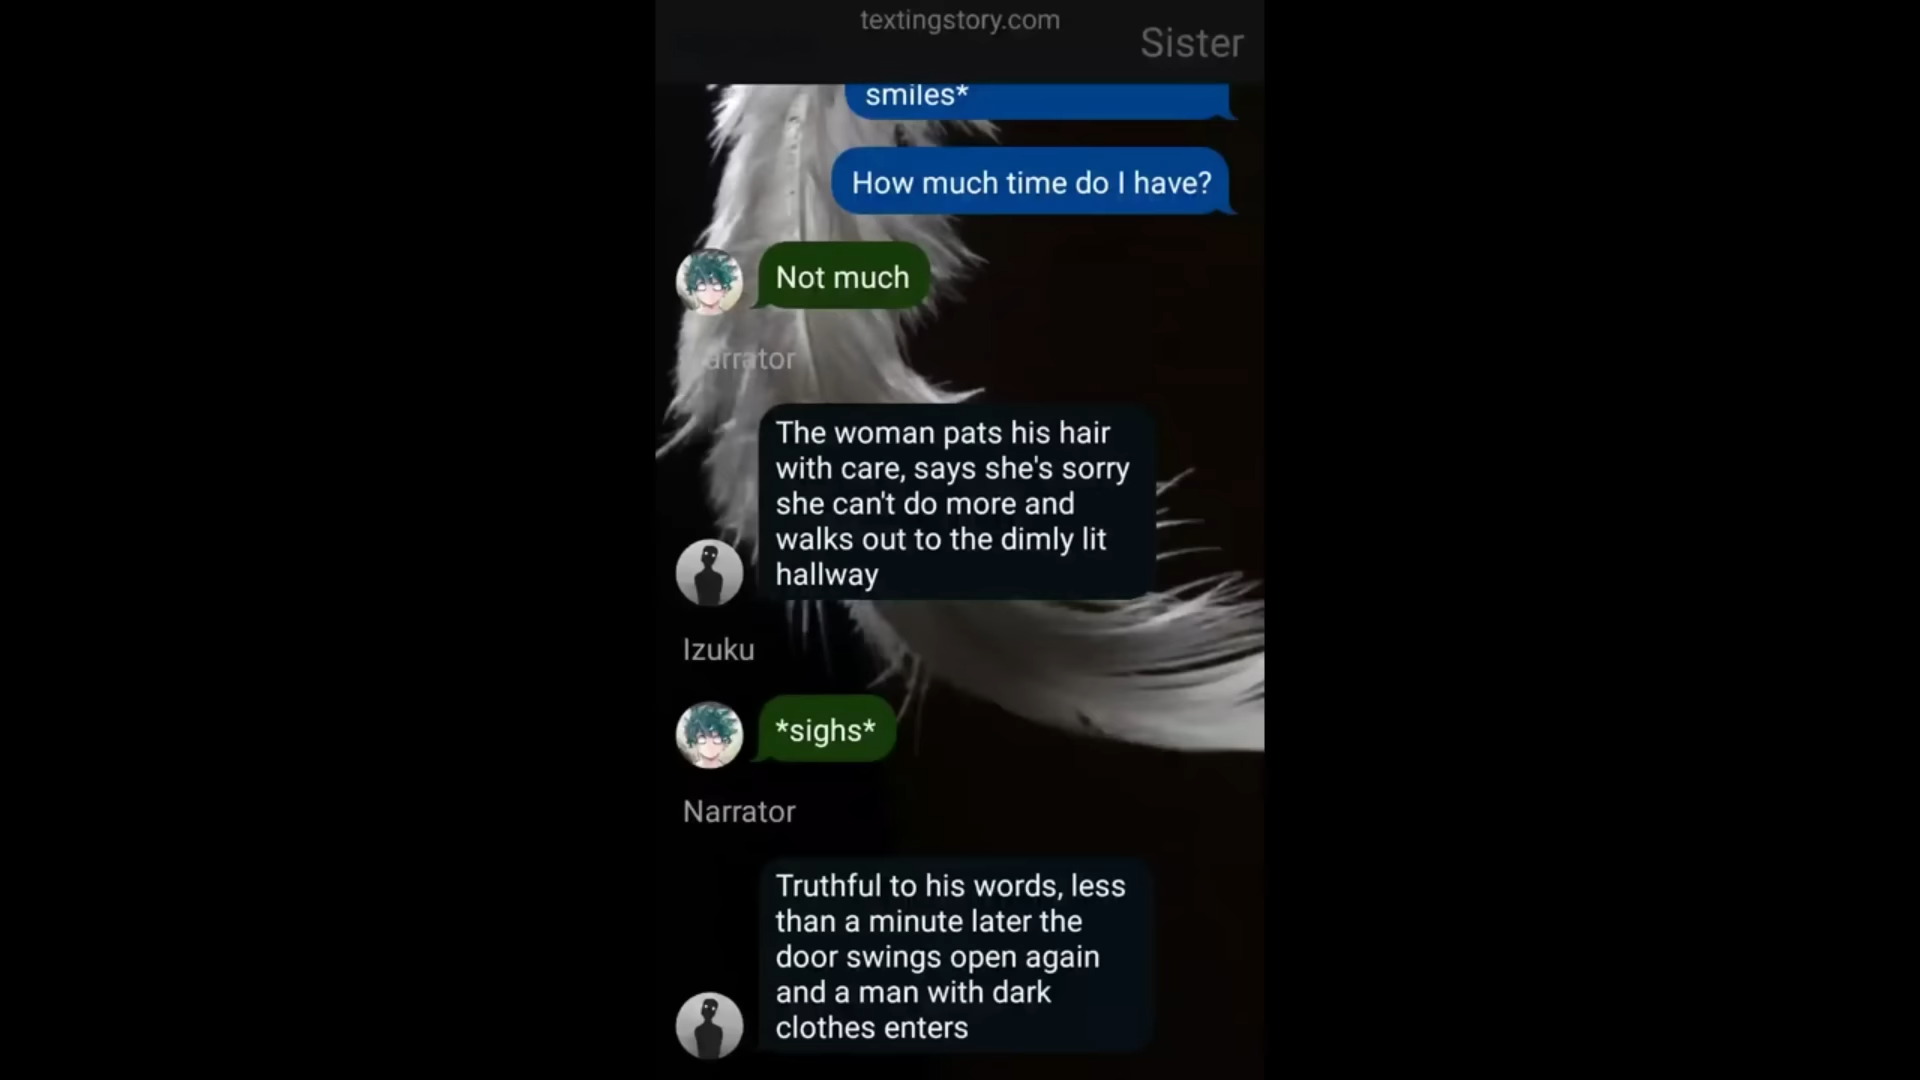 textingstory.com
Sister
smiles*
How much time do I have?
Not much
Narrator
The woman pats his hair
with care, says she's sorry
she can't do more and
walks out to the dimly lit
hallway
Izuku
*sighs*
Narrator
Truthful to his words, less
than a minute later the
door swings open again
and a man with dark
clothes enters